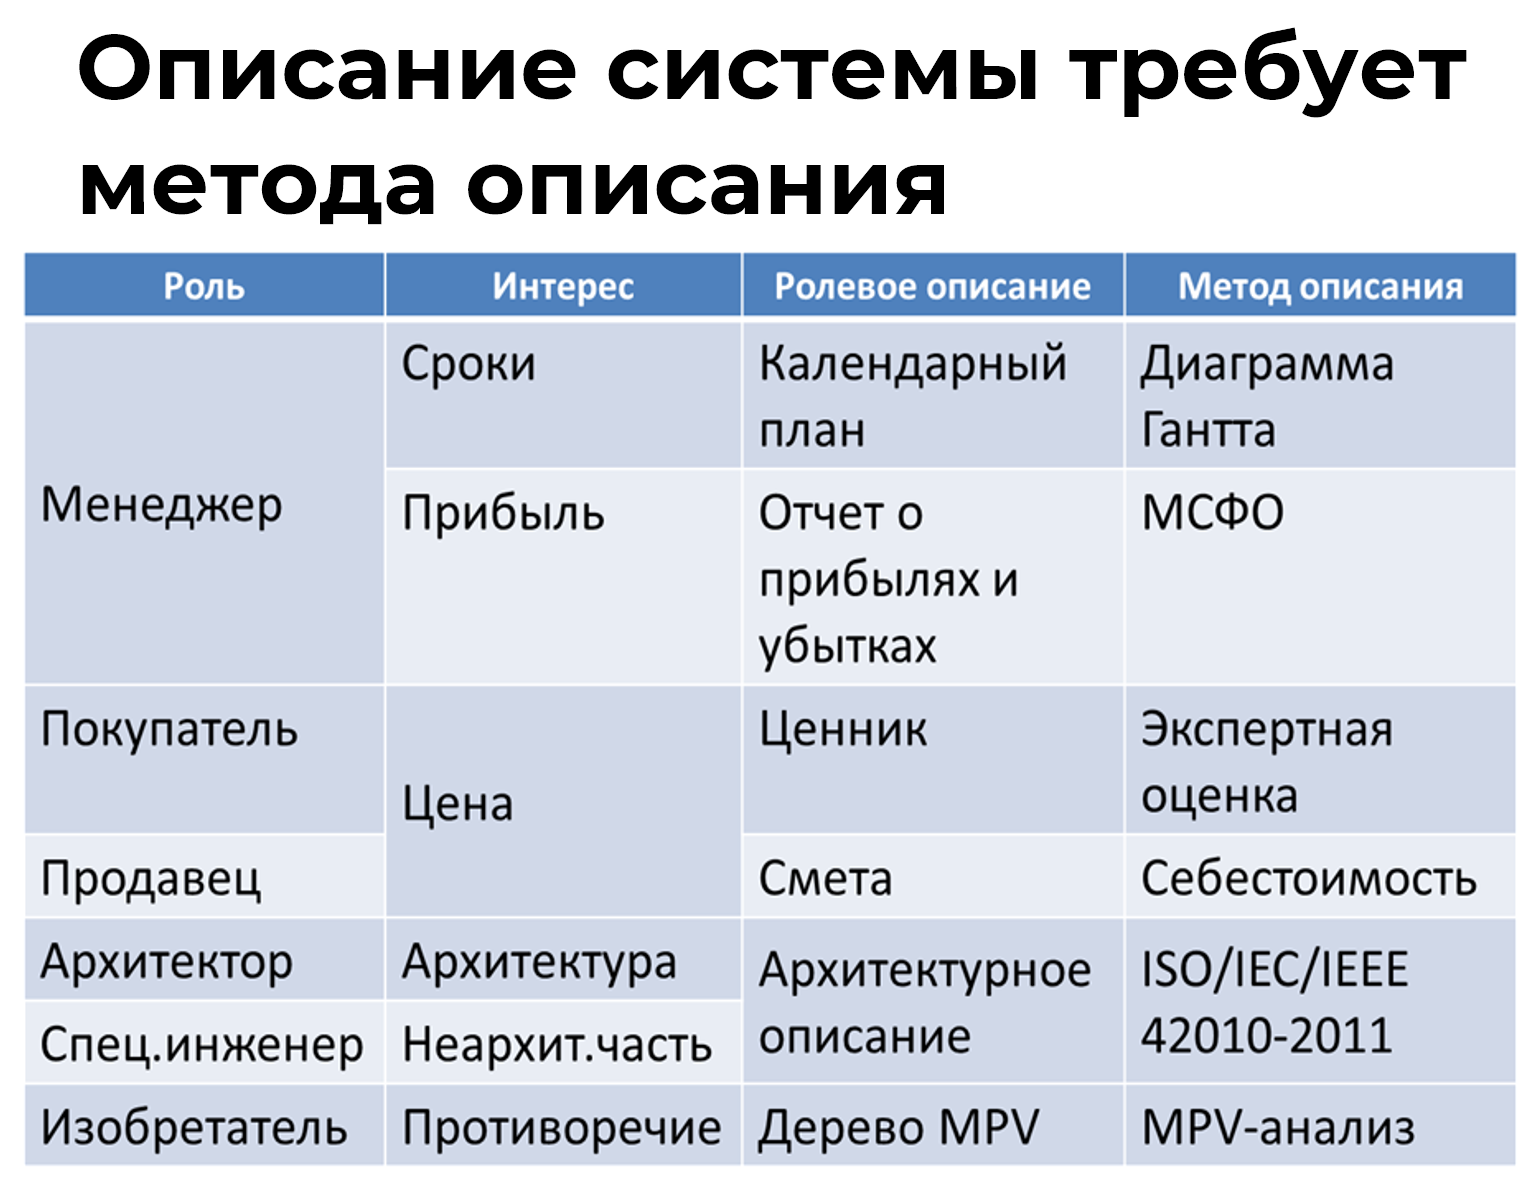 Описание системы требует
метода описания
Роль Интерес Ролевое описание Метод описания
Менеджер
Сроки
Календарный
план
Диаграмма
Гантта
Прибыль
Отчет о
прибылях и
убытках
МСФО
Покупатель
Цена
Ценник
Экспертная
оценка
Продавец
Смета
Себестоимость
Архитектор
Архитектура
Архитектурное
описание
ISO/IEC/IEEE
42010-2011
Спец.инженер
Неархит.часть
Изобретатель
Противоречие
Дерево MPV
MPV-анализ